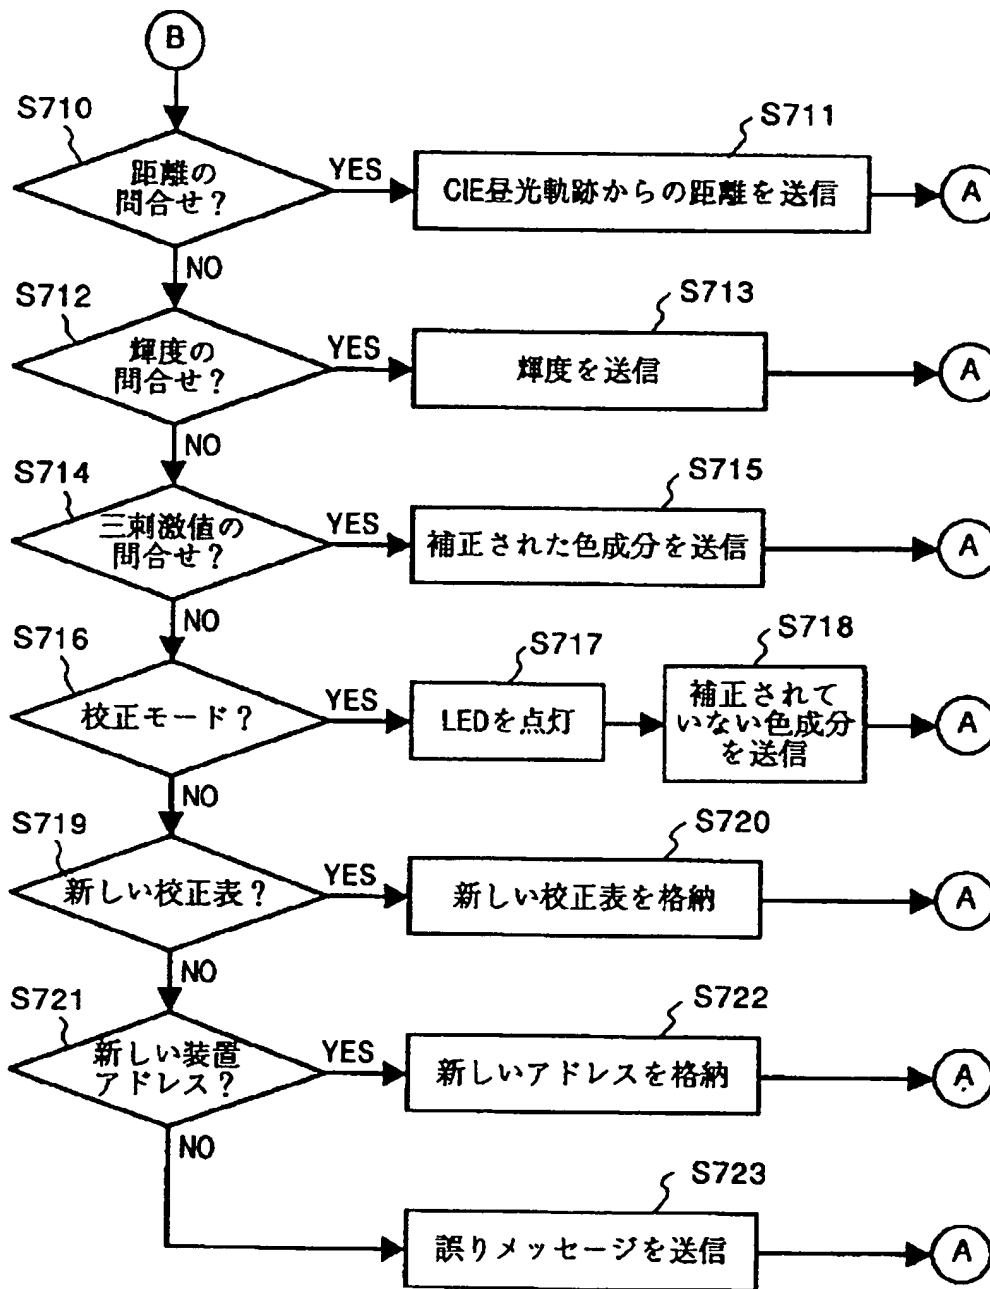 B
S710
距離の
問合せ？
YES
S711
CIE昼光軌跡からの距離を送信
A
NO
S712
輝度の
問合せ？
YES
S713
輝度を送信
A
NO
S714
三刺激値の
問合せ？
YES
S715
補正された色成分を送信
A
NO
S716
校正モード？
YES
S717
LEDを点灯
S718
補正されて
いない色成分
を送信
A
NO
S719
新しい校正表？
YES
S720
新しい校正表を格納
A
NO
S721
新しい装置
アドレス？
YES
S722
新しいアドレスを格納
A
NO
S723
誤りメッセージを送信
A